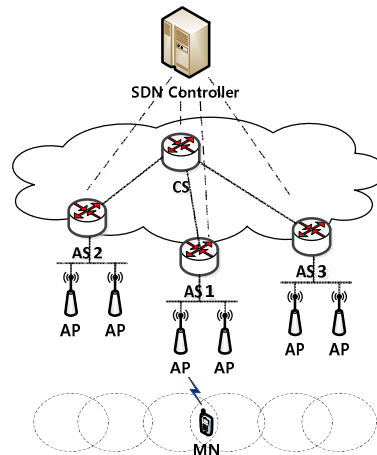 SDN Controller
CS
AS2
AS1
AS3
AP AP
AP AP
AP AP
MN